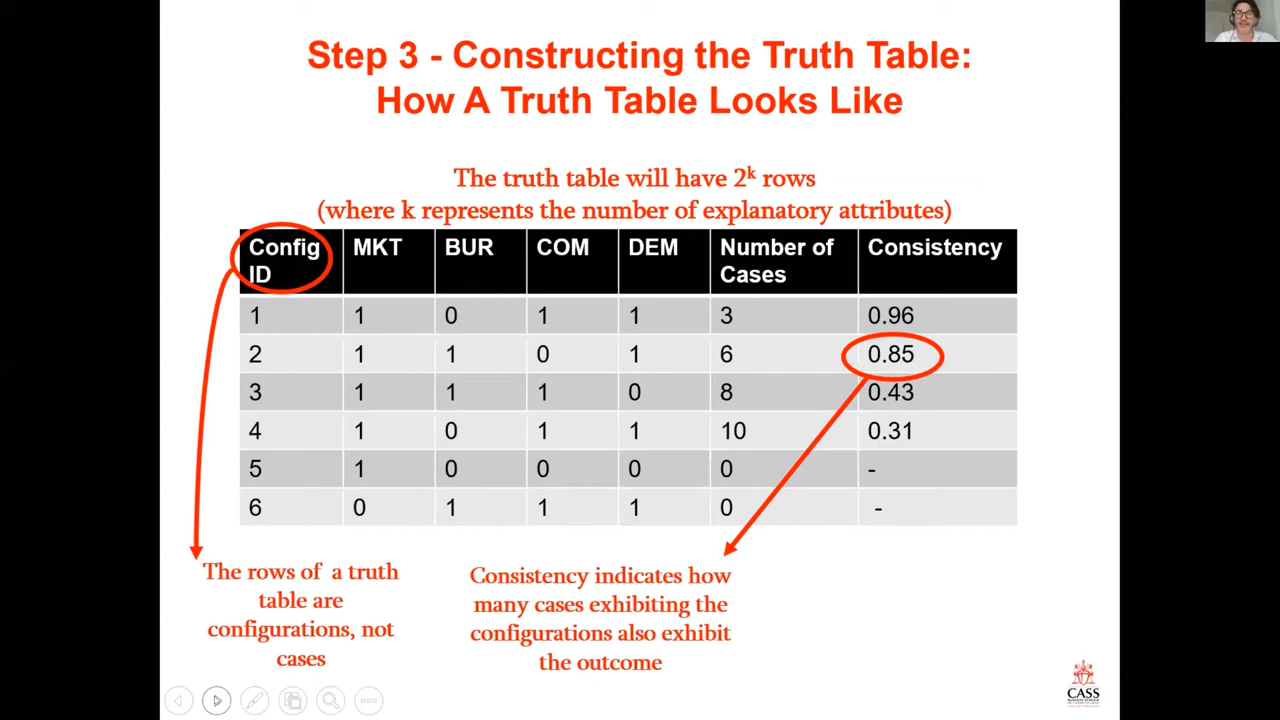 Step 3 - Constructing the Truth Table:
How A Truth Table Looks Like
The truth table will have 2^k rows
(where k represents the number of explanatory attributes)
Config ID MKT BUR COM DEM Number of Cases Consistency
1 1 0 1 1 3 0.96
2 1 1 0 1 6 0.85
3 1 1 1 0 8 0.43
4 1 0 1 1 10 0.31
5 1 0 0 0 0 -
6 0 1 1 1 0 -
The rows of a truth
table are
configurations, not
cases
Consistency indicates how
many cases exhibiting the
configurations also exhibit
the outcome
CASS